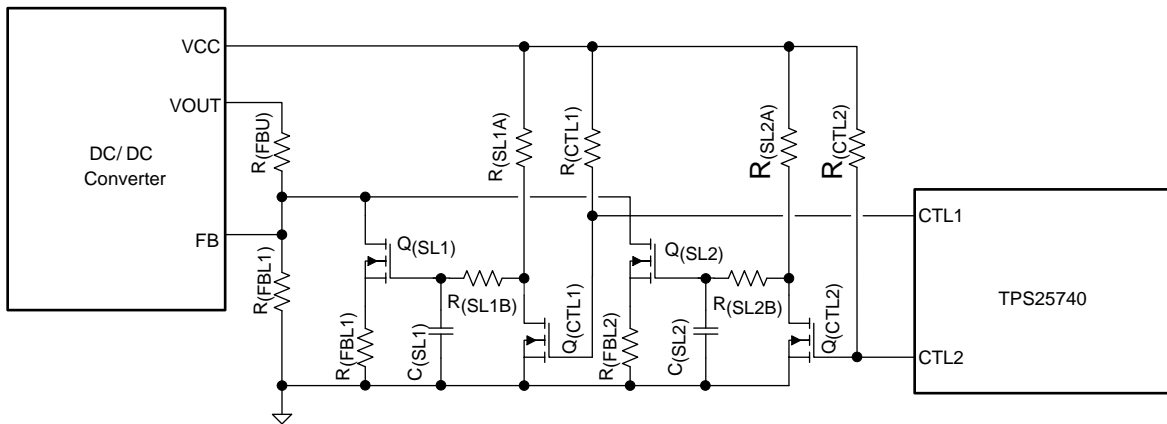 VCC
VOUT
DC/ DC
Converter
FB
R(FBU)
R(FBL1)
R(SL1A)
R(CTL1)
R(SL2A)
R(CTL2)
Q(SL1)
R(SL1B)
R(FBL1)
C(SL1)
Q(CTL1)
Q(SL2)
R(SL2B)
R(FBL2)
C(SL2)
Q(CTL2)
CTL1
TPS25740
CTL2